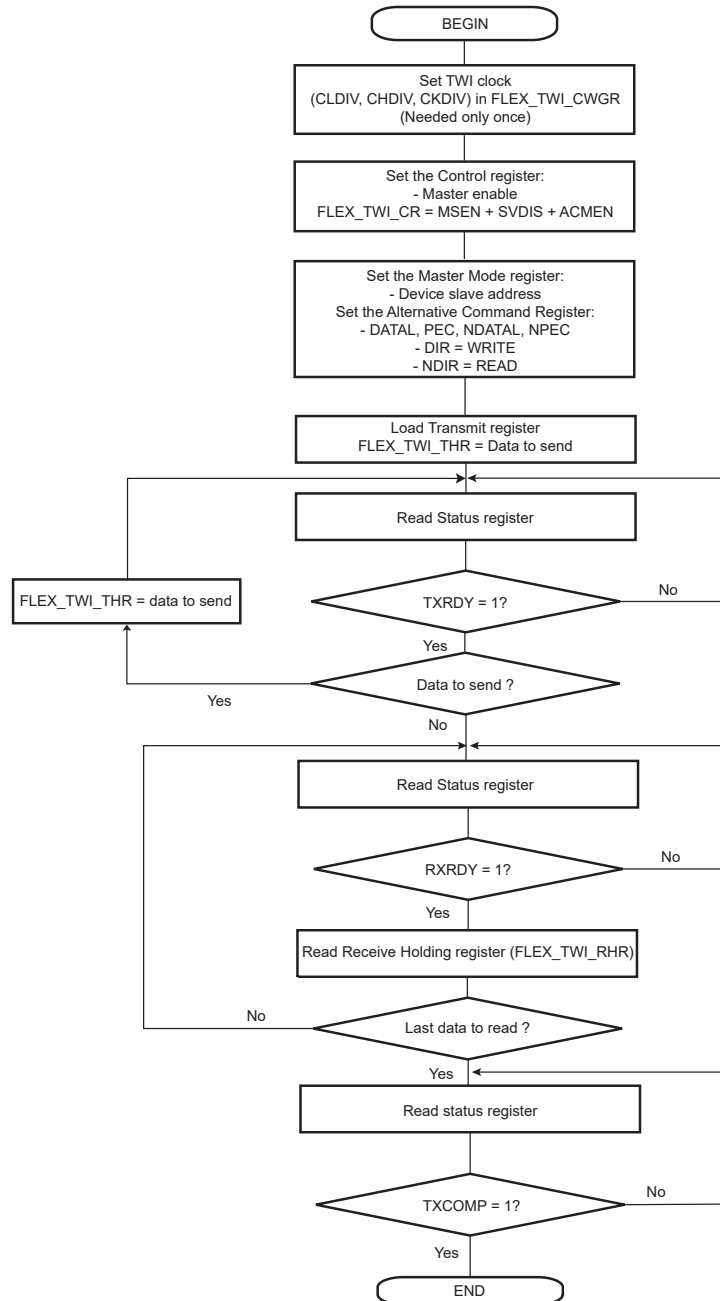 BEGIN
Set TWI clock
(CLDIV, CHDIV, CKDIV) in FLEX_TWI_CWGR
(Needed only once)
Set the Control register:
- Master enable
FLEX_TWI_CR = MSEN + SVDIS + ACMEN
Set the Master Mode register:
- Device slave address
Set the Alternative Command Register:
- DATAL, PEC, NDATAL, NPEC
- DIR = WRITE
- NDIR = READ
Load Transmit register
FLEX_TWI_THR = Data to send
Read Status register
FLEX_TWI_THR = data to send
TXRDY = 1?
No
Yes
Data to send ?
Yes
No
Read Status register
RXRDY = 1?
No
Yes
Read Receive Holding register (FLEX_TWI_RHR)
No
Last data to read ?
Yes
Read status register
TXCOMP = 1?
No
Yes
END